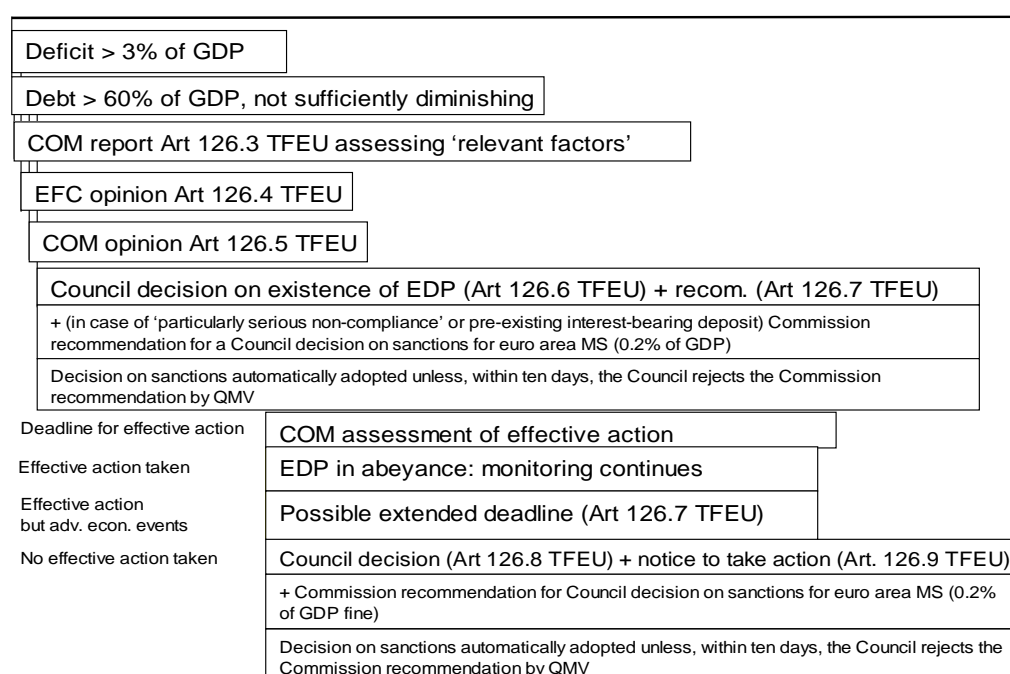 Deficit > 3% of GDP
Debt > 60% of GDP, not sufficiently diminishing
COM report Art 126.3 TFEU assessing ‘relevant factors’
EFC opinion Art 126.4 TFEU
COM opinion Art 126.5 TFEU
Council decision on existence of EDP (Art 126.6 TFEU) + recom. (Art 126.7 TFEU)
+ (in case of ‘particularly serious non-compliance’ or pre-existing interest-bearing deposit) Commission
recommendation for a Council decision on sanctions for euro area MS (0.2% of GDP)
Decision on sanctions automatically adopted unless, within ten days, the Council rejects the Commission
recommendation by QMV
Deadline for effective action
COM assessment of effective action
Effective action taken
EDP in abeyance: monitoring continues
Effective action
but adv. econ. events
Possible extended deadline (Art 126.7 TFEU)
No effective action taken
Council decision (Art 126.8 TFEU) + notice to take action (Art. 126.9 TFEU)
+ Commission recommendation for Council decision on sanctions for euro area MS (0.2%
of GDP fine)
Decision on sanctions automatically adopted unless, within ten days, the Council rejects the
Commission recommendation by QMV